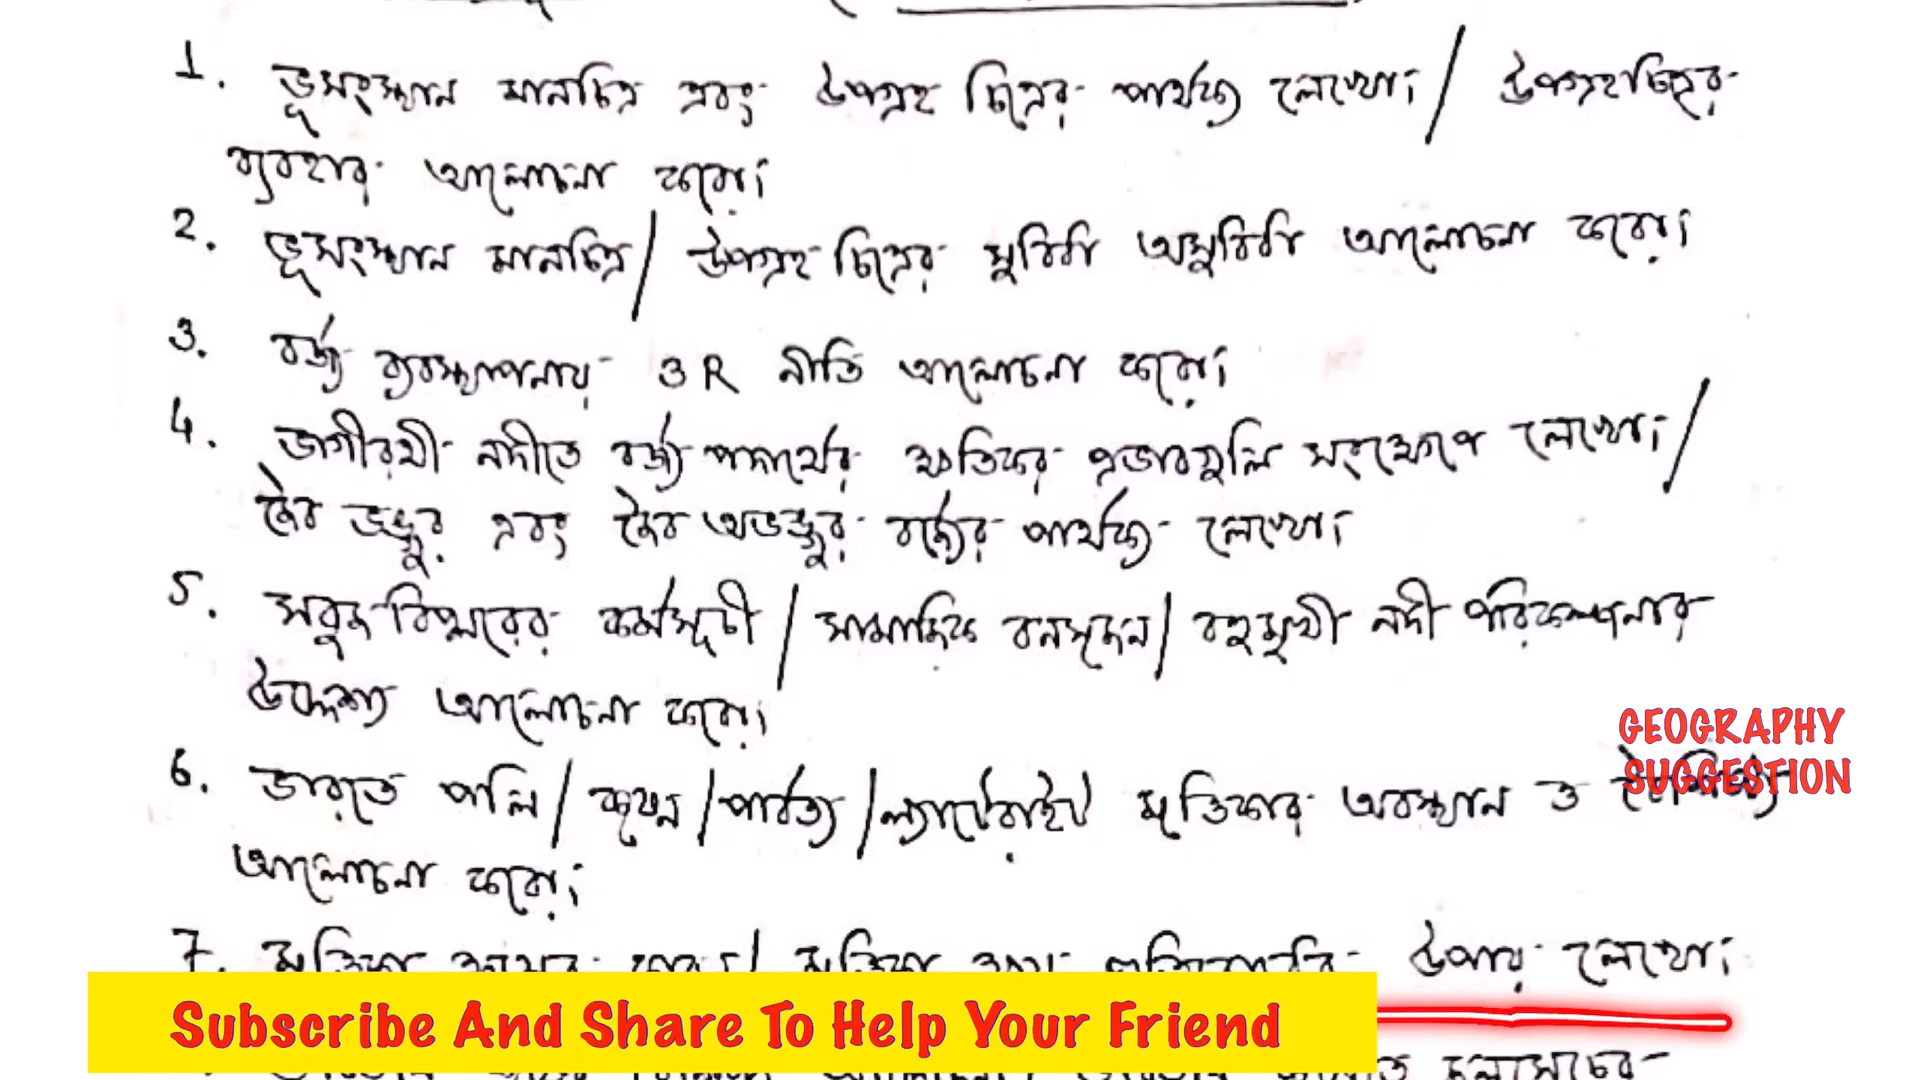 1. ভূসংস্থান মানচিত্র এবং উপগ্রহ চিত্রের পার্থক্য লেখো। / উপগ্রহচিত্রের
ব্যবহার আলোচনা করো।
2. ভূসংস্থান মানচিত্র / উপগ্রহ চিত্রের সুবিধা অসুবিধা আলোচনা করো।
3. বর্জ্য ব্যবস্থাপনায় 3R নীতি আলোচনা করো।
4. ভাগীরথী নদীতে বর্জ্য পদার্থের ক্ষতিকর প্রভাবগুলি সংক্ষেপে লেখো। /
জৈব ভঙ্গুর এবং জৈব অভঙ্গুর বর্জ্যের পার্থক্য লেখো।
5. সবুজ বিপ্লবের কর্মসূচী / সামাজিক বনসৃজন / বহুমুখী নদী পরিকল্পনার
উদ্দেশ্য আলোচনা করো।
GEOGRAPHY
SUGGESTION
6. ভারতে পলি / কৃষ্ণ / পার্বত্য / ল্যাটেরাইট মৃত্তিকার অবস্থান ও
আলোচনা করো।
7. মৃত্তিকা / মৃত্তিকা উপায় লেখো।
Subscribe And Share To Help Your Friend